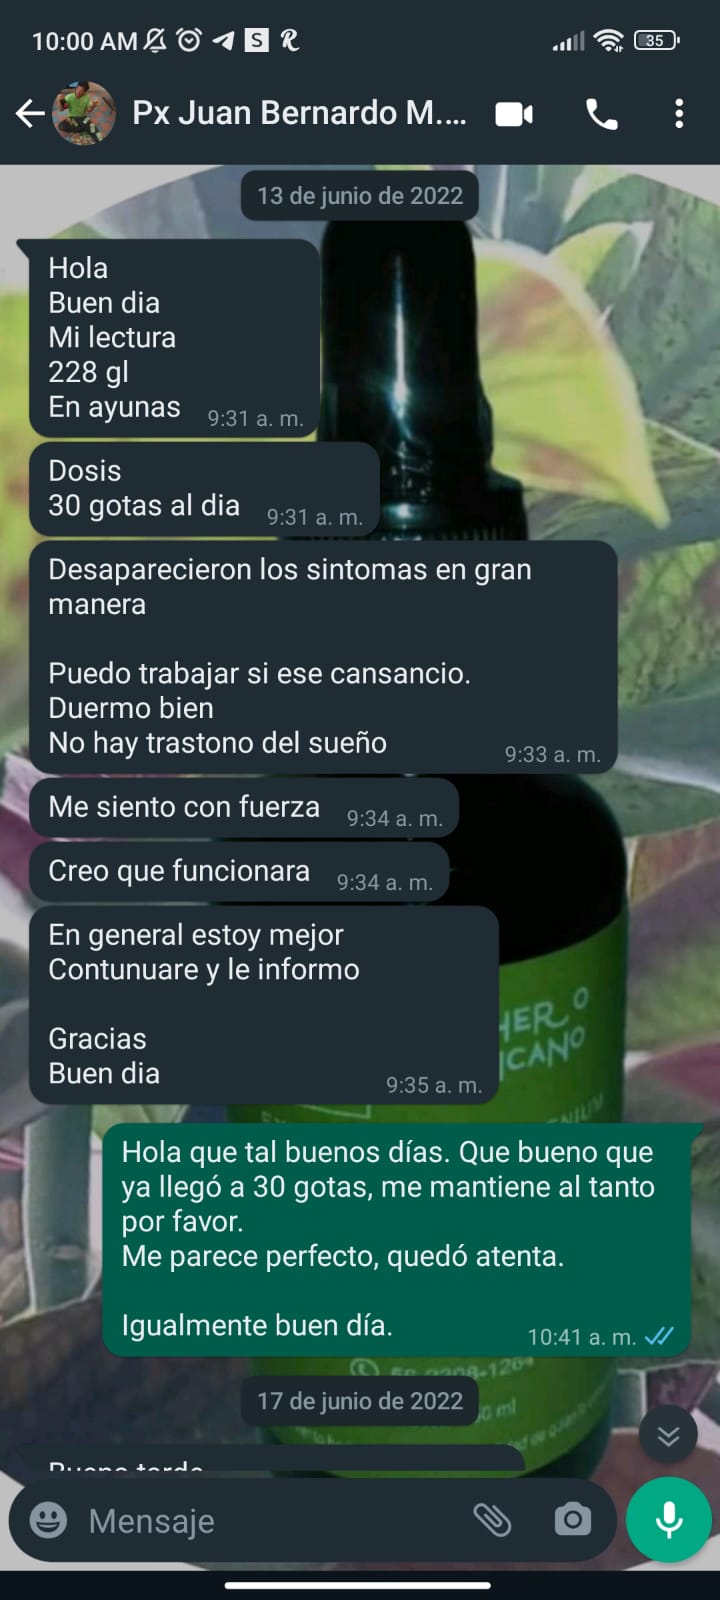 10:00 AM
35
Px Juan Bernardo M....
13 de junio de 2022
Hola
Buen dia
Mi lectura
228 gl
En ayunas
9:31 a. m.
Dosis
30 gotas al dia
9:31 a. m.
Desaparecieron los sintomas en gran
manera
Puedo trabajar si ese cansancio.
Duermo bien
No hay trastono del sueño
9:33 a. m.
Me siento con fuerza
9:34 a. m.
Creo que funcionara
9:34 a. m.
En general estoy mejor
Contunuare y le informo
Gracias
Buen dia
9:35 a. m.
Hola que tal buenos días. Que bueno que
ya llegó a 30 gotas, me mantiene al tanto
por favor.
Me parece perfecto, quedó atenta.
Igualmente buen día.
10:41 a. m.
17 de junio de 2022
Mensaje